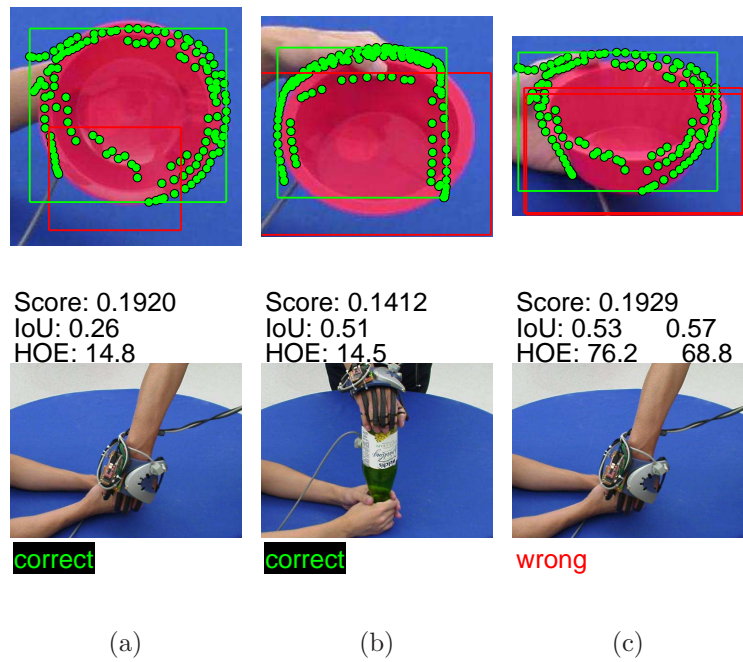 Score: 0.1920
IoU: 0.26
HOE: 14.8
correct
(a)
Score: 0.1412
IoU: 0.51
HOE: 14.5
correct
(b)
Score: 0.1929
IoU: 0.53 0.57
HOE: 76.2 68.8
wrong
(c)